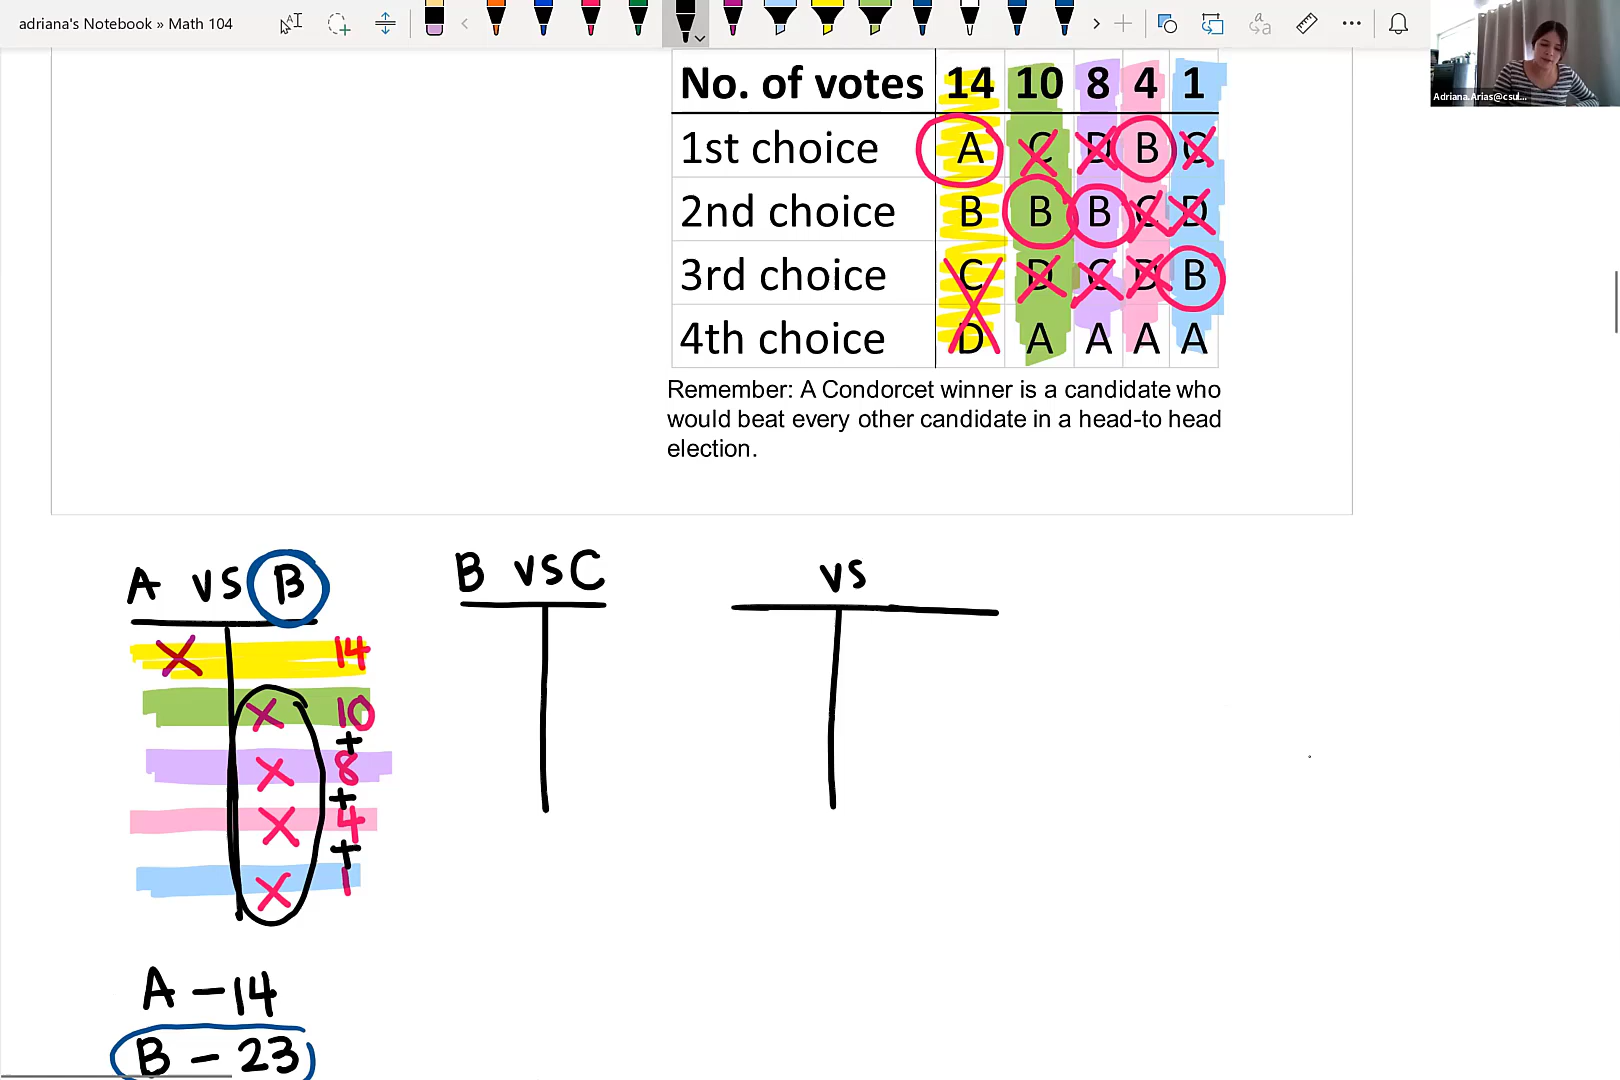 adriana's Notebook » Math 104
Adriana.Arias@csul...
No. of votes 14 10 8 4 1
1st choice A C D B C
2nd choice B B B C D
3rd choice C D C D B
4th choice D A A A A
Remember: A Condorcet winner is a candidate who
would beat every other candidate in a head-to head
election.
A vs B
14
10
+
8
+
4
+
1
A - 14
B - 23
B vs C
vs